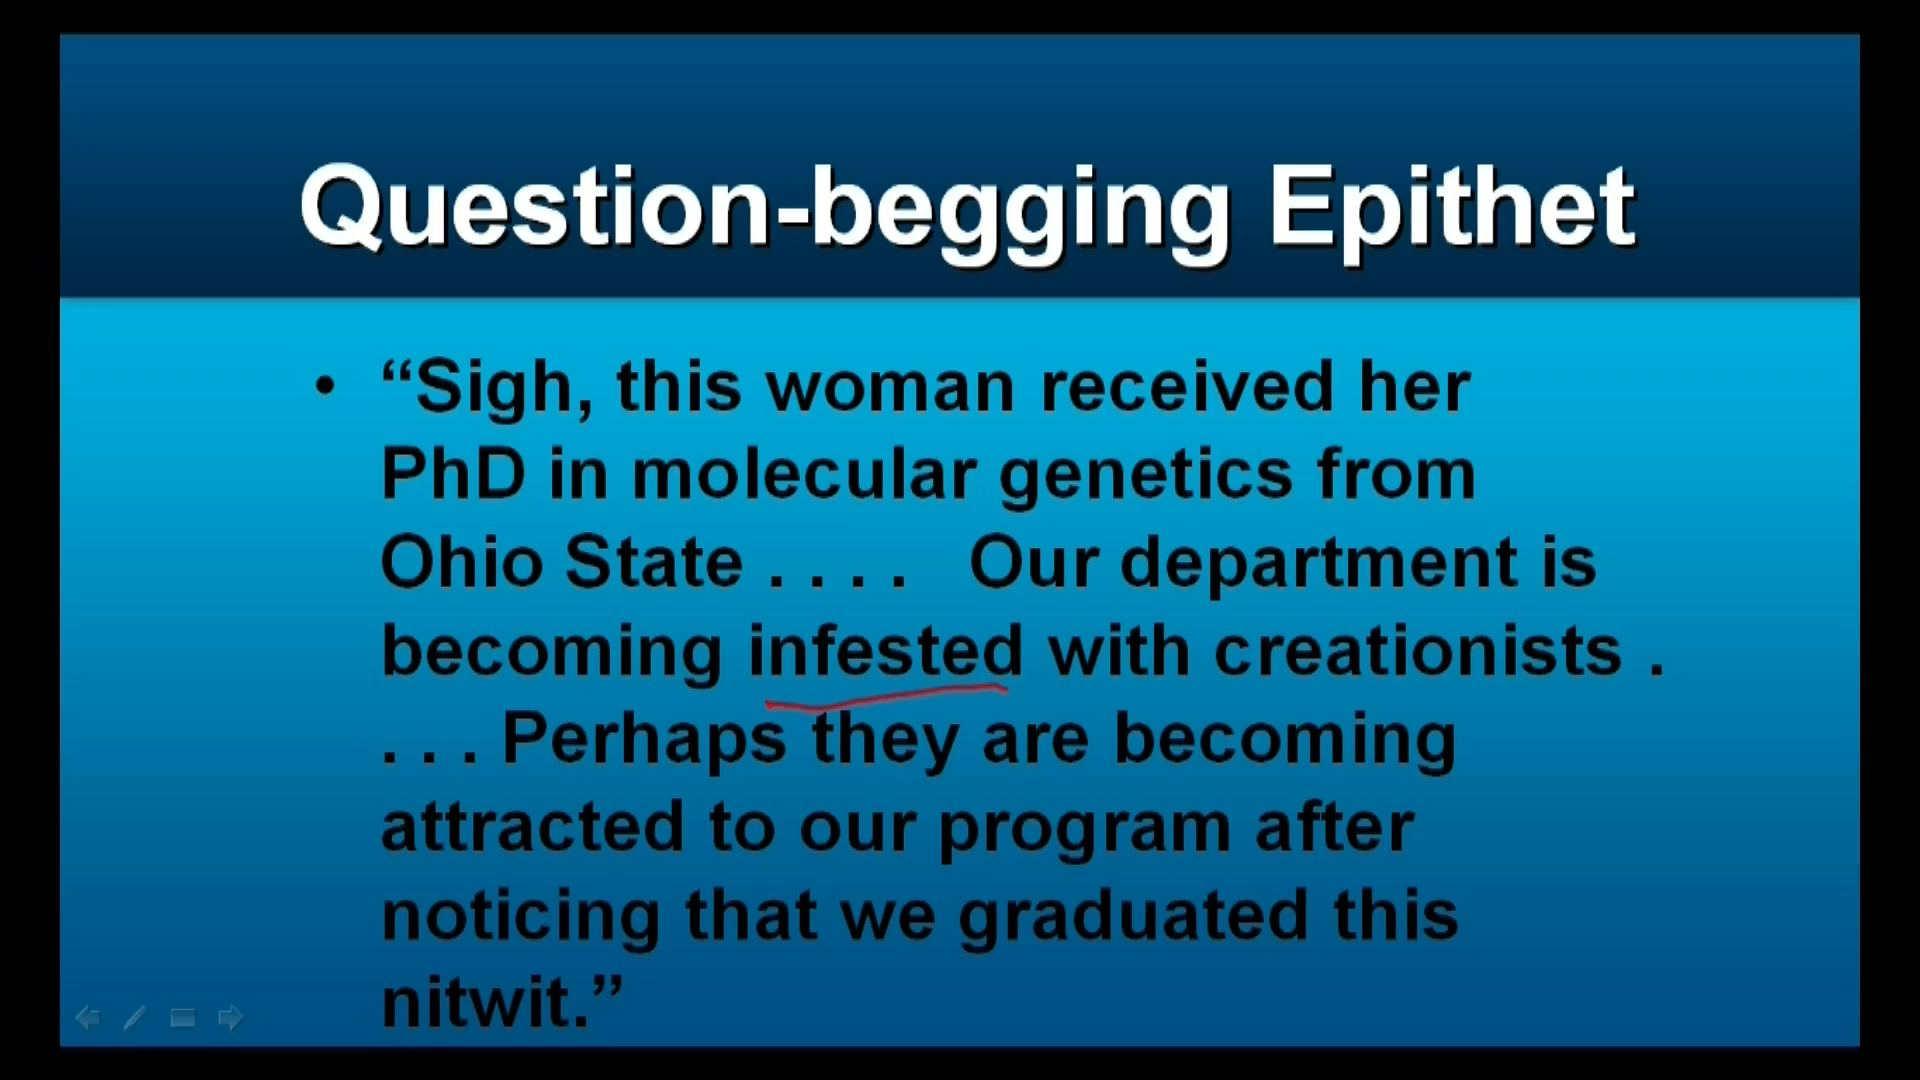 Question-begging Epithet
• “Sigh, this woman received her
PhD in molecular genetics from
Ohio State . . . .   Our department is
becoming infested with creationists .
. . . Perhaps they are becoming
attracted to our program after
noticing that we graduated this
nitwit.”